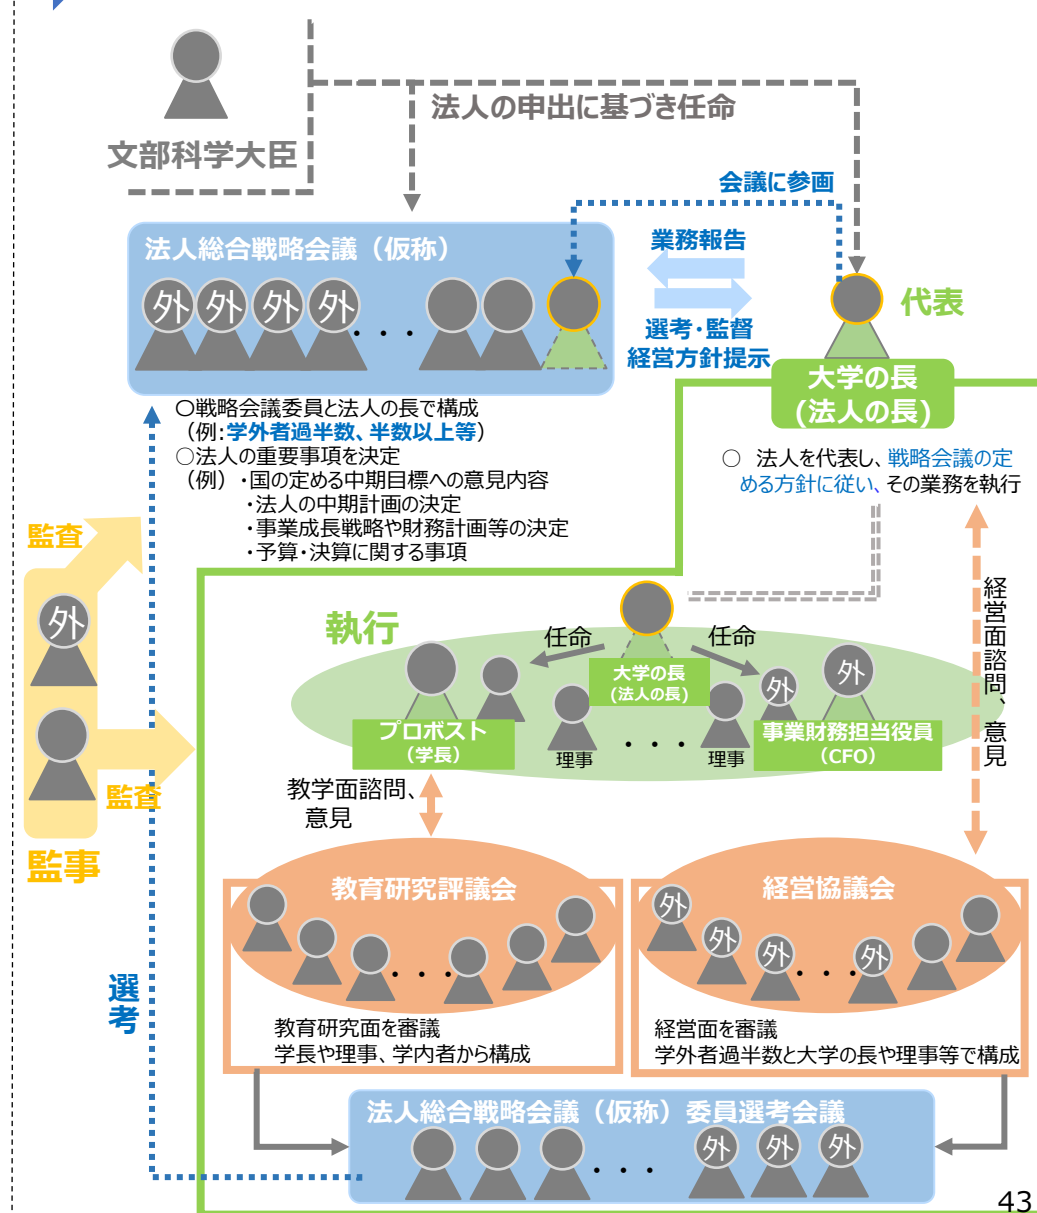 文部科学大臣
法人の申出に基づき任命
会議に参画
法人総合戦略会議（仮称）
外 外 外 外 ・・・
業務報告
選考・監督
経営方針提示
代表
大学の長
(法人の長)
〇戦略会議委員と法人の長で構成
（例:学外者過半数、半数以上等）
○法人の重要事項を決定
（例）・国の定める中期目標への意見内容
・法人の中期計画の決定
・事業成長戦略や財務計画等の決定
・予算・決算に関する事項
○ 法人を代表し、戦略会議の定
める方針に従い、その業務を執行
監査
外
監査
監事
選考
執行
任命
任命
大学の長
(法人の長)
プロボスト
（学長）
理事
・・・
理事
外
外
事業財務担当役員
（CFO）
経営面諮問、意見
教学面諮問、
意見
教育研究評議会
・・・
教育研究面を審議
学長や理事、学内者から構成
経営協議会
外 外 外 ・・・ 外
経営面を審議
学外者過半数と大学の長や理事等で構成
法人総合戦略会議（仮称）委員選考会議
・・・ 外 外 外
43